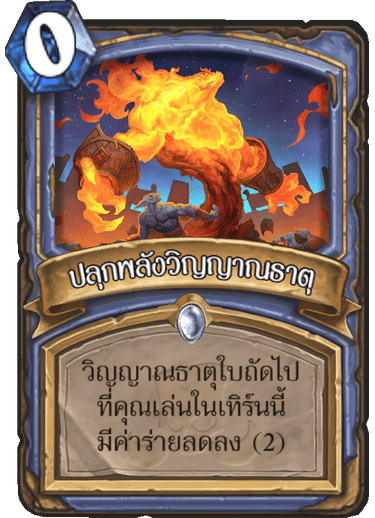 0
ปลุกพลังวิญญาณธาตุ
วิญญาณธาตุใบถัดไป
ที่คุณเล่นในเทิร์นนี้
มีค่าร่ายลดลง (2)